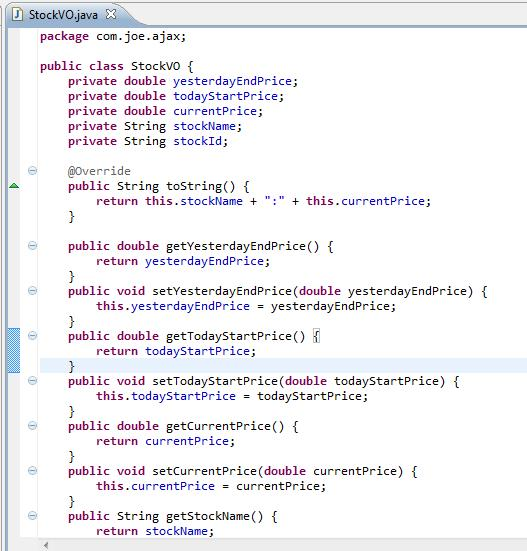 StockVO.java
package com.joe.ajax;
public class StockVO {
private double yesterdayEndPrice;
private double todayStartPrice;
private double currentPrice;
private String stockName;
private String stockId;
@Override
public String toString() {
return this.stockName + ":" + this.currentPrice;
}
public double getYesterdayEndPrice() {
return yesterdayEndPrice;
}
public void setYesterdayEndPrice(double yesterdayEndPrice) {
this.yesterdayEndPrice = yesterdayEndPrice;
}
public double getTodayStartPrice() {
return todayStartPrice;
}
public void setTodayStartPrice(double todayStartPrice) {
this.todayStartPrice = todayStartPrice;
}
public double getCurrentPrice() {
return currentPrice;
}
public void setCurrentPrice(double currentPrice) {
this.currentPrice = currentPrice;
}
public String getStockName() {
return stockName;